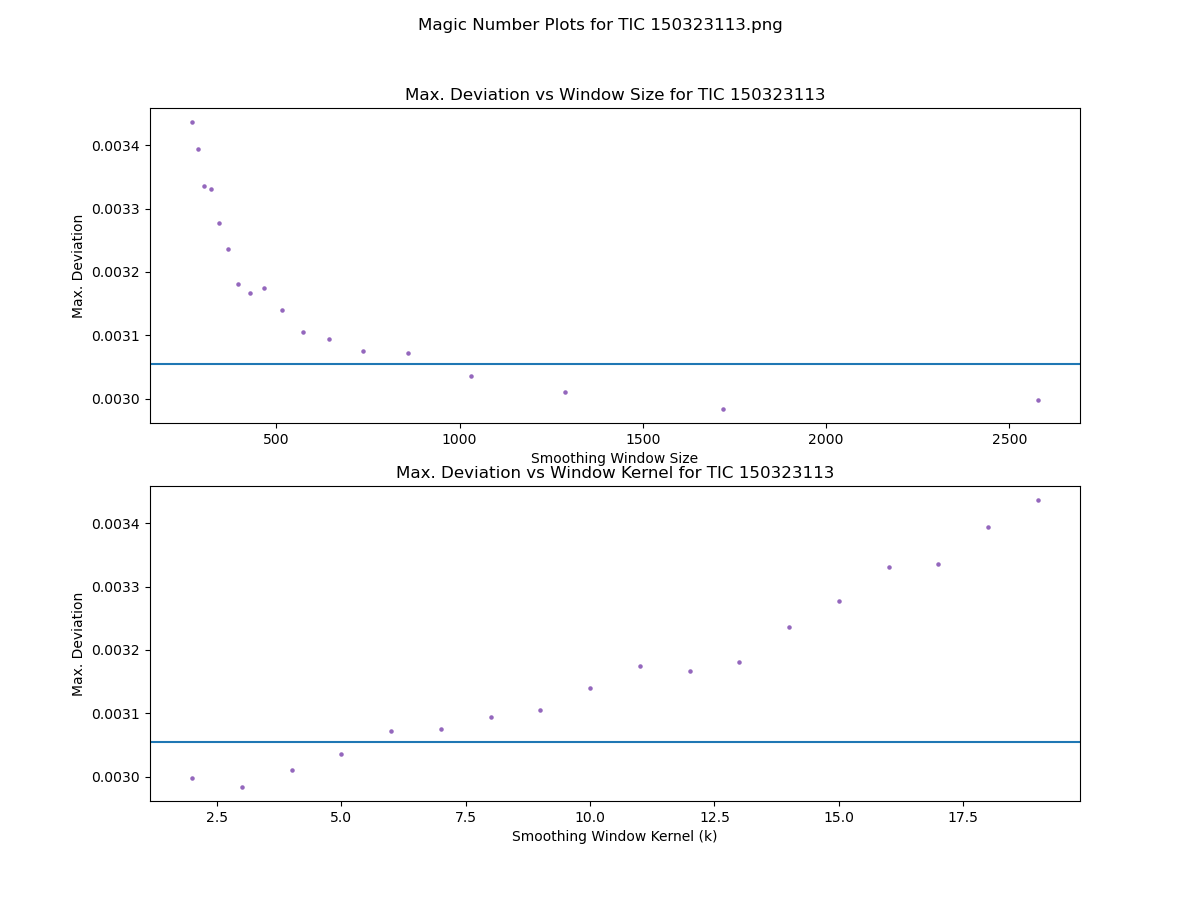 Magic Number Plots for TIC 150323113.png
Max. Deviation vs Window Size for TIC 150323113
0.0034
0.0033
0.0032
0.0031
0.0030
Max. Deviation
500 1000 1500 2000 2500
Smoothing Window Size
Max. Deviation vs Window Kernel for TIC 150323113
0.0034
0.0033
0.0032
0.0031
0.0030
Max. Deviation
2.5 5.0 7.5 10.0 12.5 15.0 17.5
Smoothing Window Kernel (k)